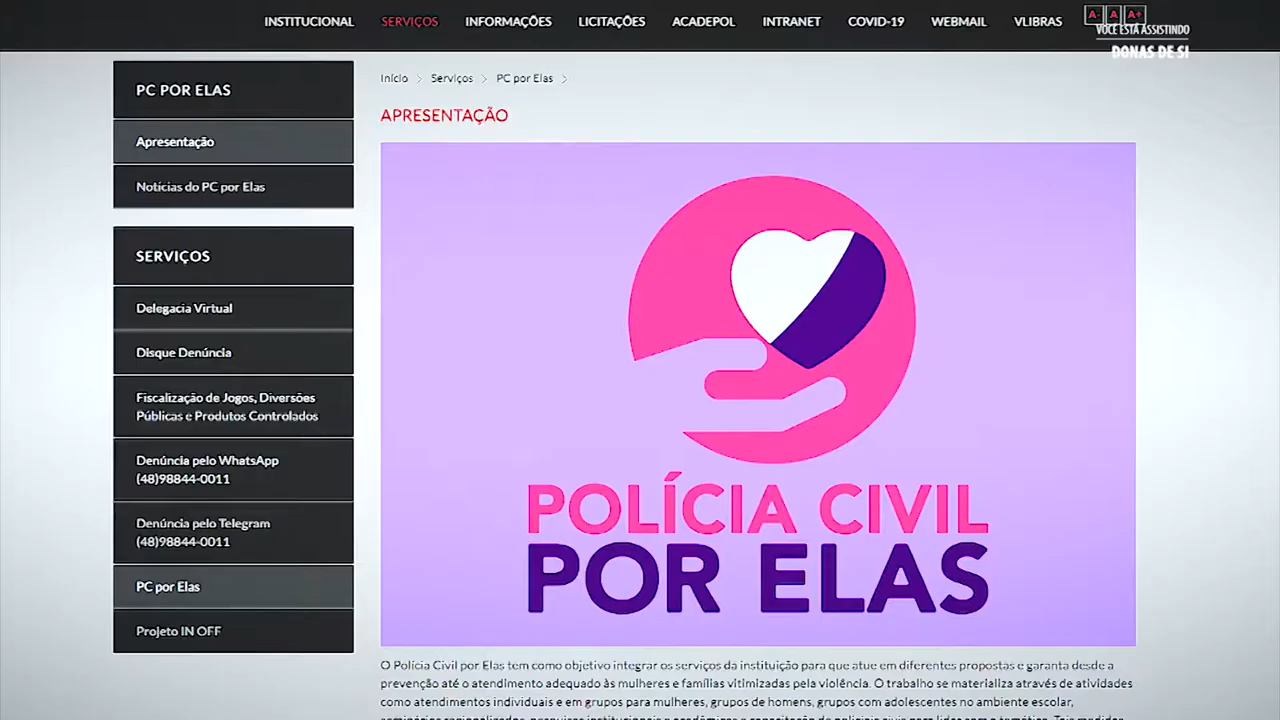 INSTITUCIONAL SERVIÇOS INFORMAÇÕES LICITAÇÕES ACADEPOL INTRANET COVID-19 WEBMAIL VLIBRAS A- A A+
VOCÊ ESTÁ ASSISTINDO
DONAS DE SI
PC POR ELAS
Apresentação
Notícias do PC por Elas
SERVIÇOS
Delegacia Virtual
Disque Denúncia
Fiscalização de Jogos, Diversões
Públicas e Produtos Controlados
Denúncia pelo WhatsApp
(48)98844-0011
Denúncia pelo Telegram
(48)98844-0011
PC por Elas
Projeto IN OFF
Início > Serviços > PC por Elas >
APRESENTAÇÃO
POLÍCIA CIVIL
POR ELAS
O Polícia Civil por Elas tem como objetivo integrar os serviços da instituição para que atue em diferentes propostas e garanta desde a
prevenção até o atendimento adequado às mulheres e famílias vitimizadas pela violência. O trabalho se materializa através de atividades
como atendimentos individuais e em grupos para mulheres, grupos de homens, grupos com adolescentes no ambiente escolar,